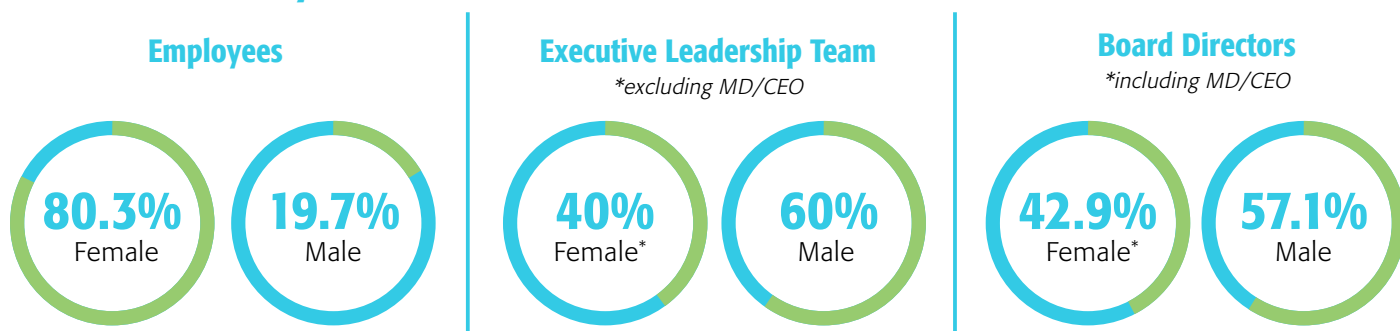 Employees
80.3%
Female
19.7%
Male
Executive Leadership Team
*excluding MD/CEO
40%
Female*
60%
Male
Board Directors
*including MD/CEO
42.9%
Female*
57.1%
Male